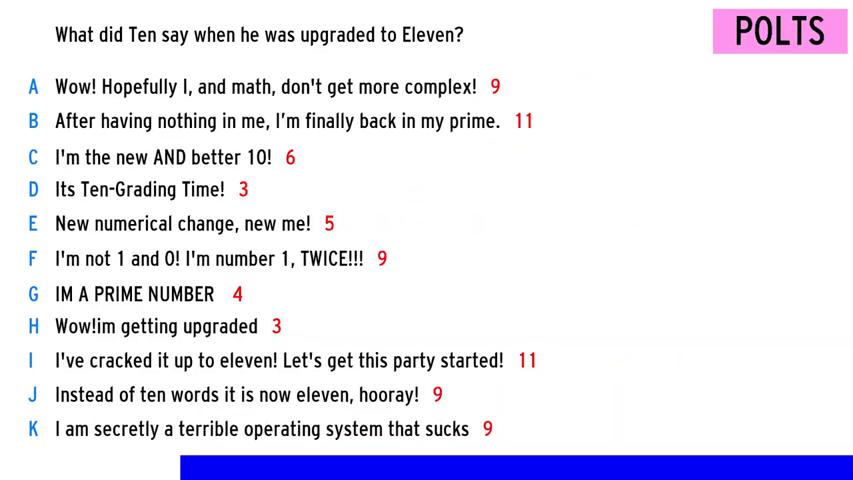 What did Ten say when he was upgraded to Eleven?
POLTS
A Wow! Hopefully I, and math, don't get more complex! 9
B After having nothing in me, I'm finally back in my prime. 11
C I'm the new AND better 10! 6
D Its Ten-Grading Time! 3
E New numerical change, new me! 5
F I'm not 1 and 0! I'm number 1, TWICE!!! 9
G IM A PRIME NUMBER 4
H Wow!im getting upgraded 3
I I've cracked it up to eleven! Let's get this party started! 11
J Instead of ten words it is now eleven, hooray! 9
K I am secretly a terrible operating system that sucks 9